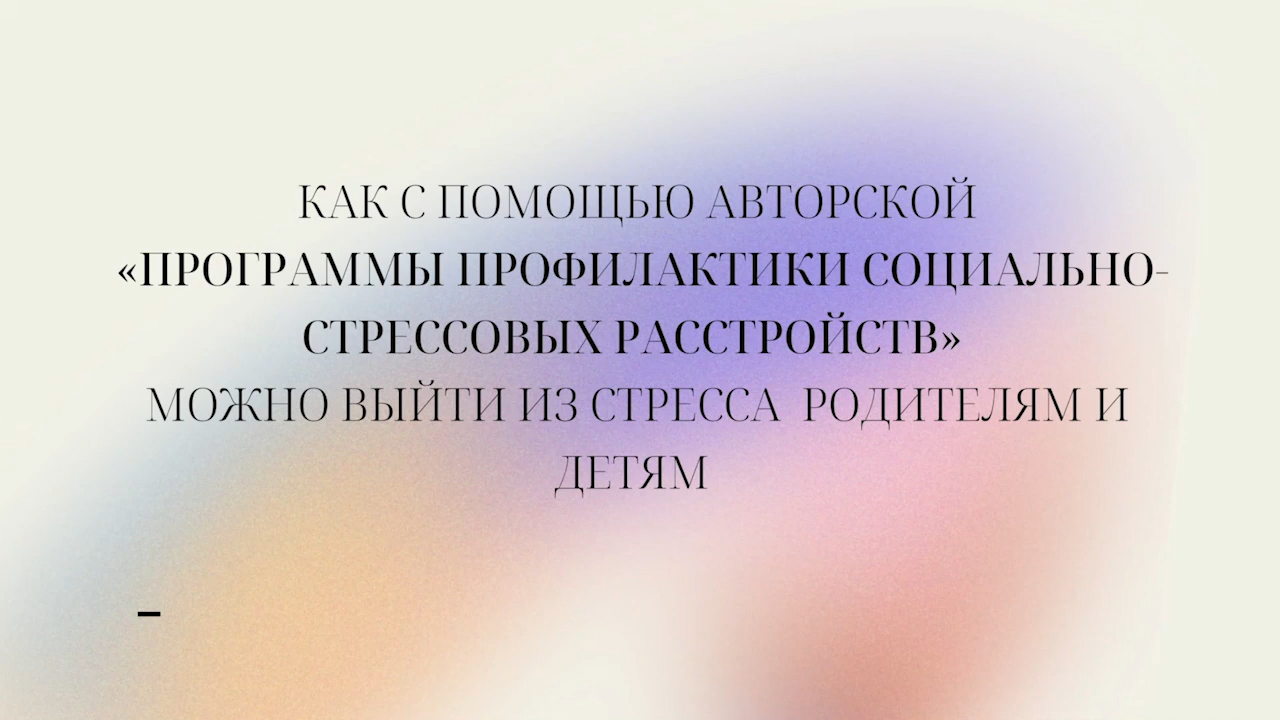 КАК С ПОМОЩЬЮ АВТОРСКОЙ
«ПРОГРАММЫ ПРОФИЛАКТИКИ СОЦИАЛЬНО-
СТРЕССОВЫХ РАССТРОЙСТВ»
МОЖНО ВЫЙТИ ИЗ СТРЕССА РОДИТЕЛЯМ И
ДЕТЯМ
–